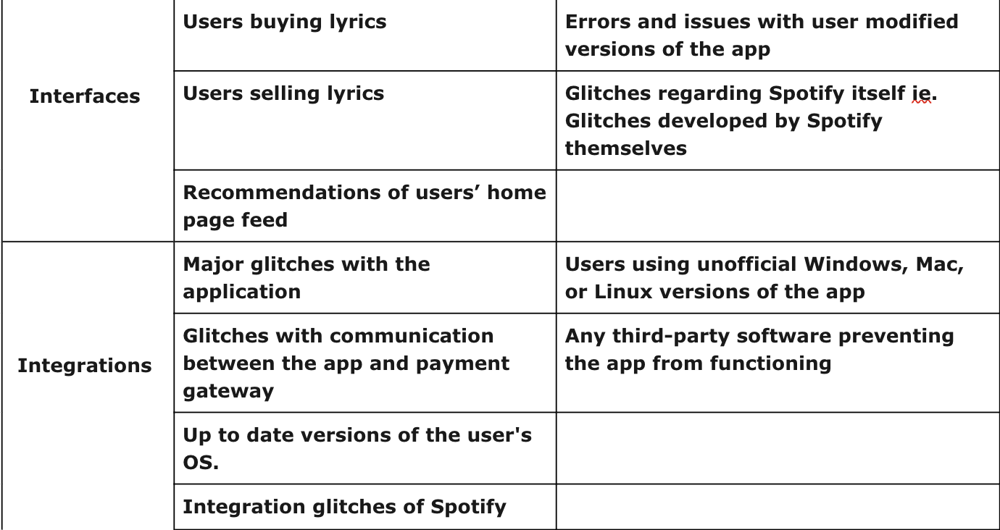 Users buying lyrics
Errors and issues with user modified
versions of the app
Interfaces
Users selling lyrics
Glitches regarding Spotify itself ie.
Glitches developed by Spotify
themselves
Recommendations of users’ home
page feed
Major glitches with the
application
Users using unofficial Windows, Mac,
or Linux versions of the app
Integrations
Glitches with communication
between the app and payment
gateway
Any third-party software preventing
the app from functioning
Up to date versions of the user's
OS.
Integration glitches of Spotify